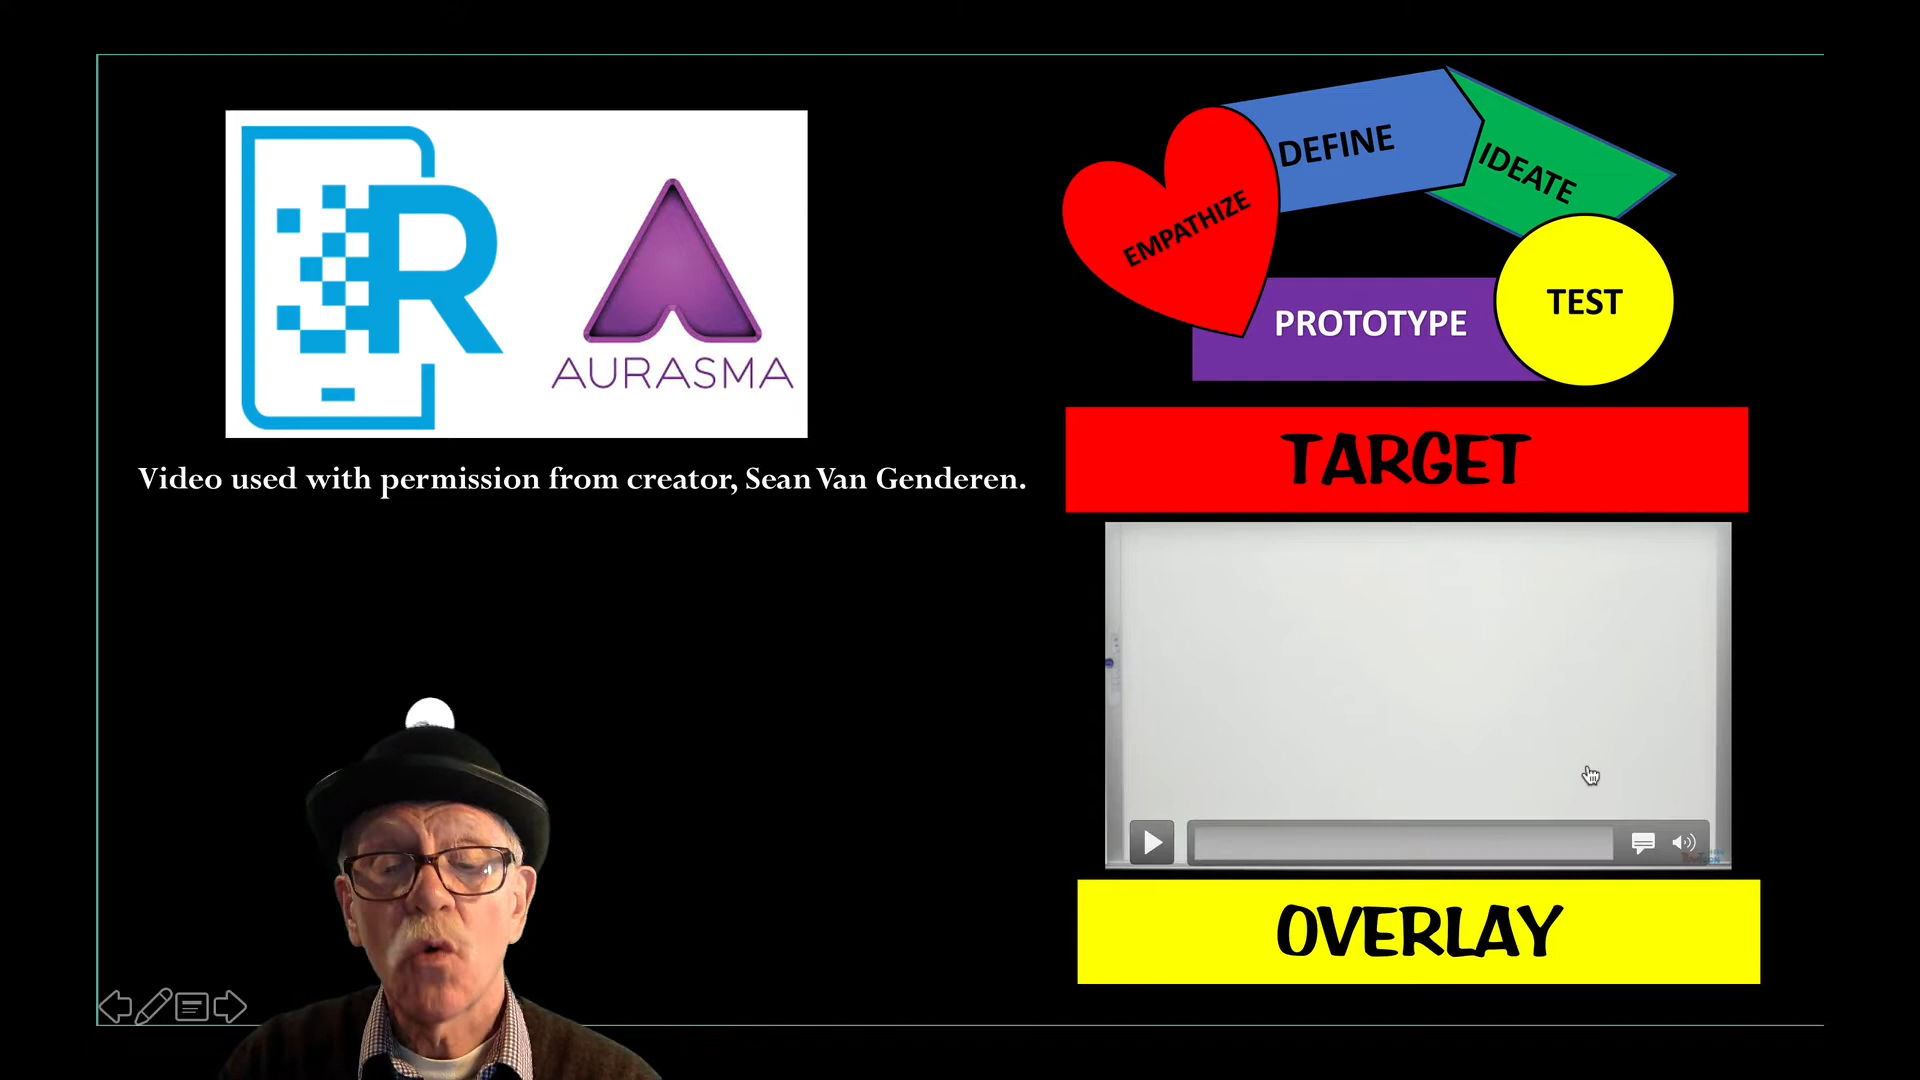 R
AURASMA
Video used with permission from creator, Sean Van Genderen.
EMPATHIZE
DEFINE
IDEATE
PROTOTYPE
TEST
TARGET
OVERLAY